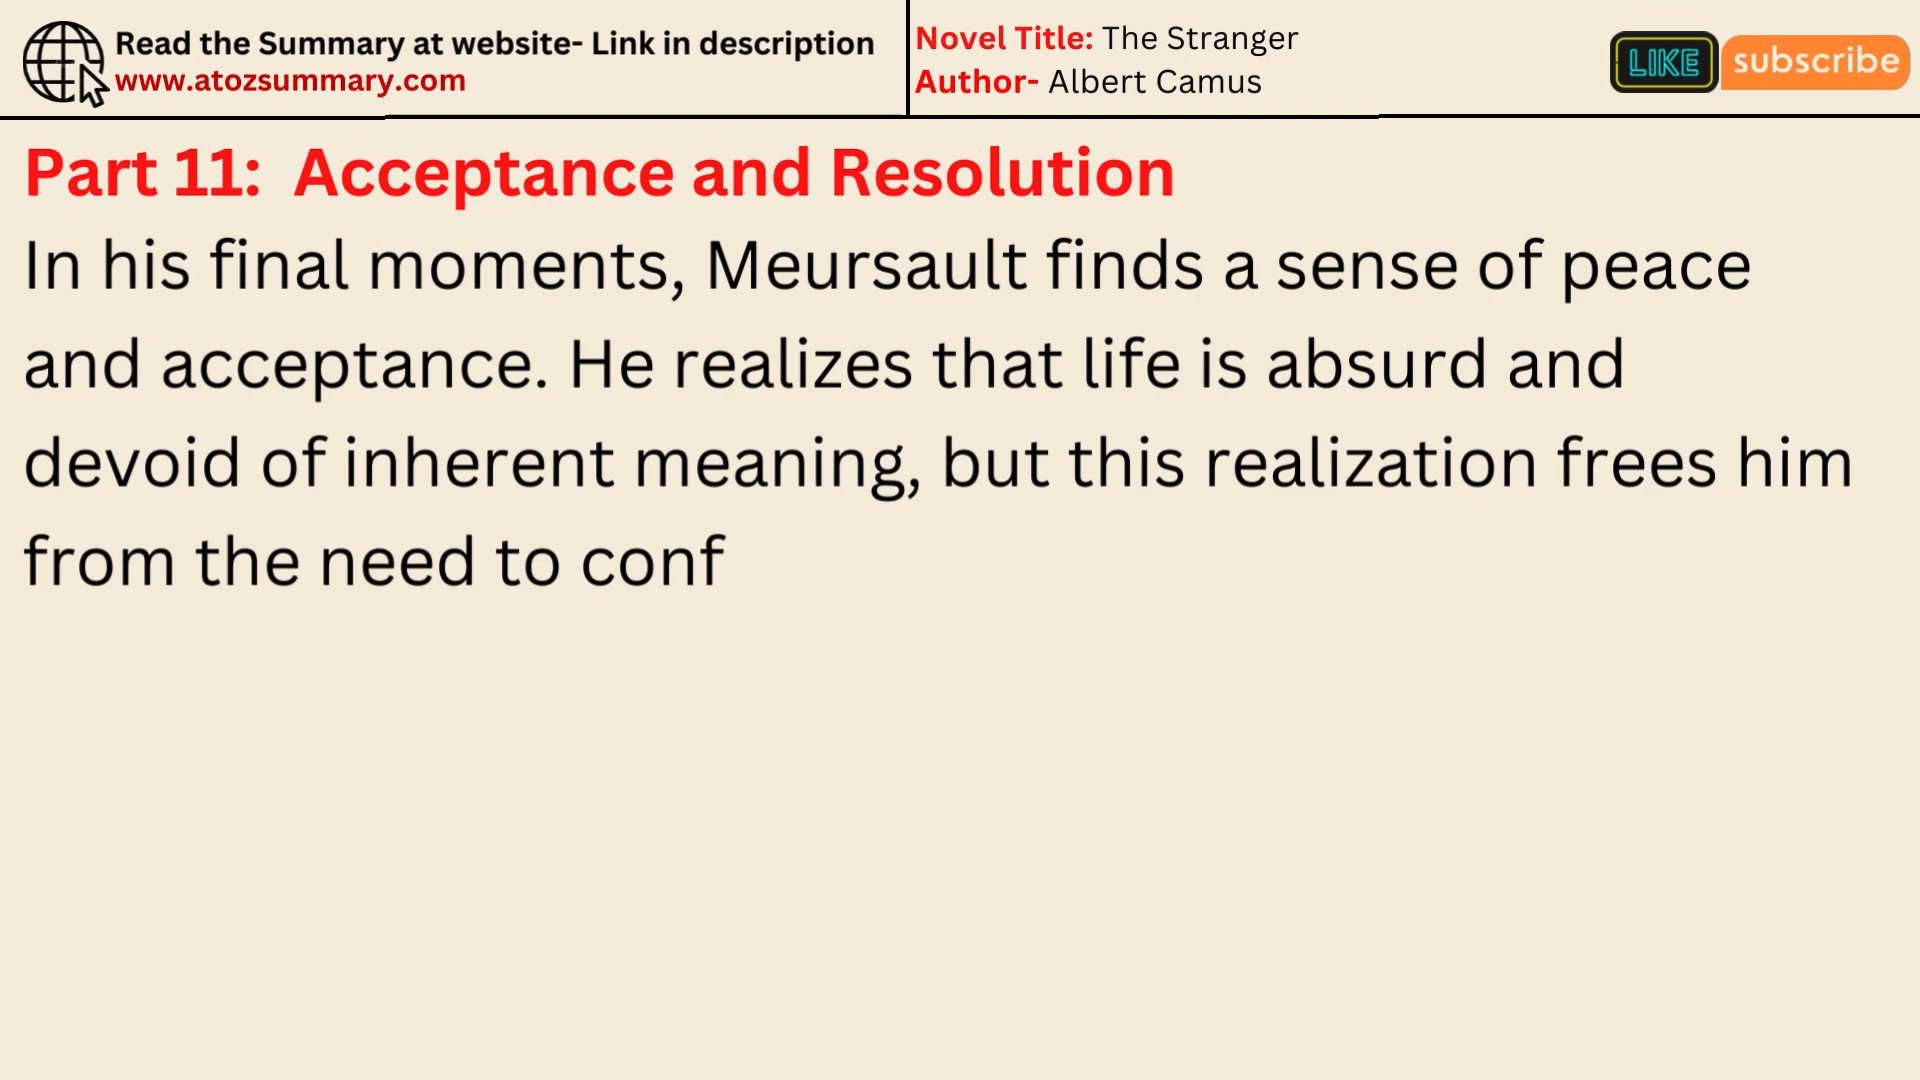 Read the Summary at website- Link in description
www.atozsummary.com
Novel Title: The Stranger
Author- Albert Camus
LIKE
subscribe
Part 11: Acceptance and Resolution
In his final moments, Meursault finds a sense of peace
and acceptance. He realizes that life is absurd and
devoid of inherent meaning, but this realization frees him
from the need to conf